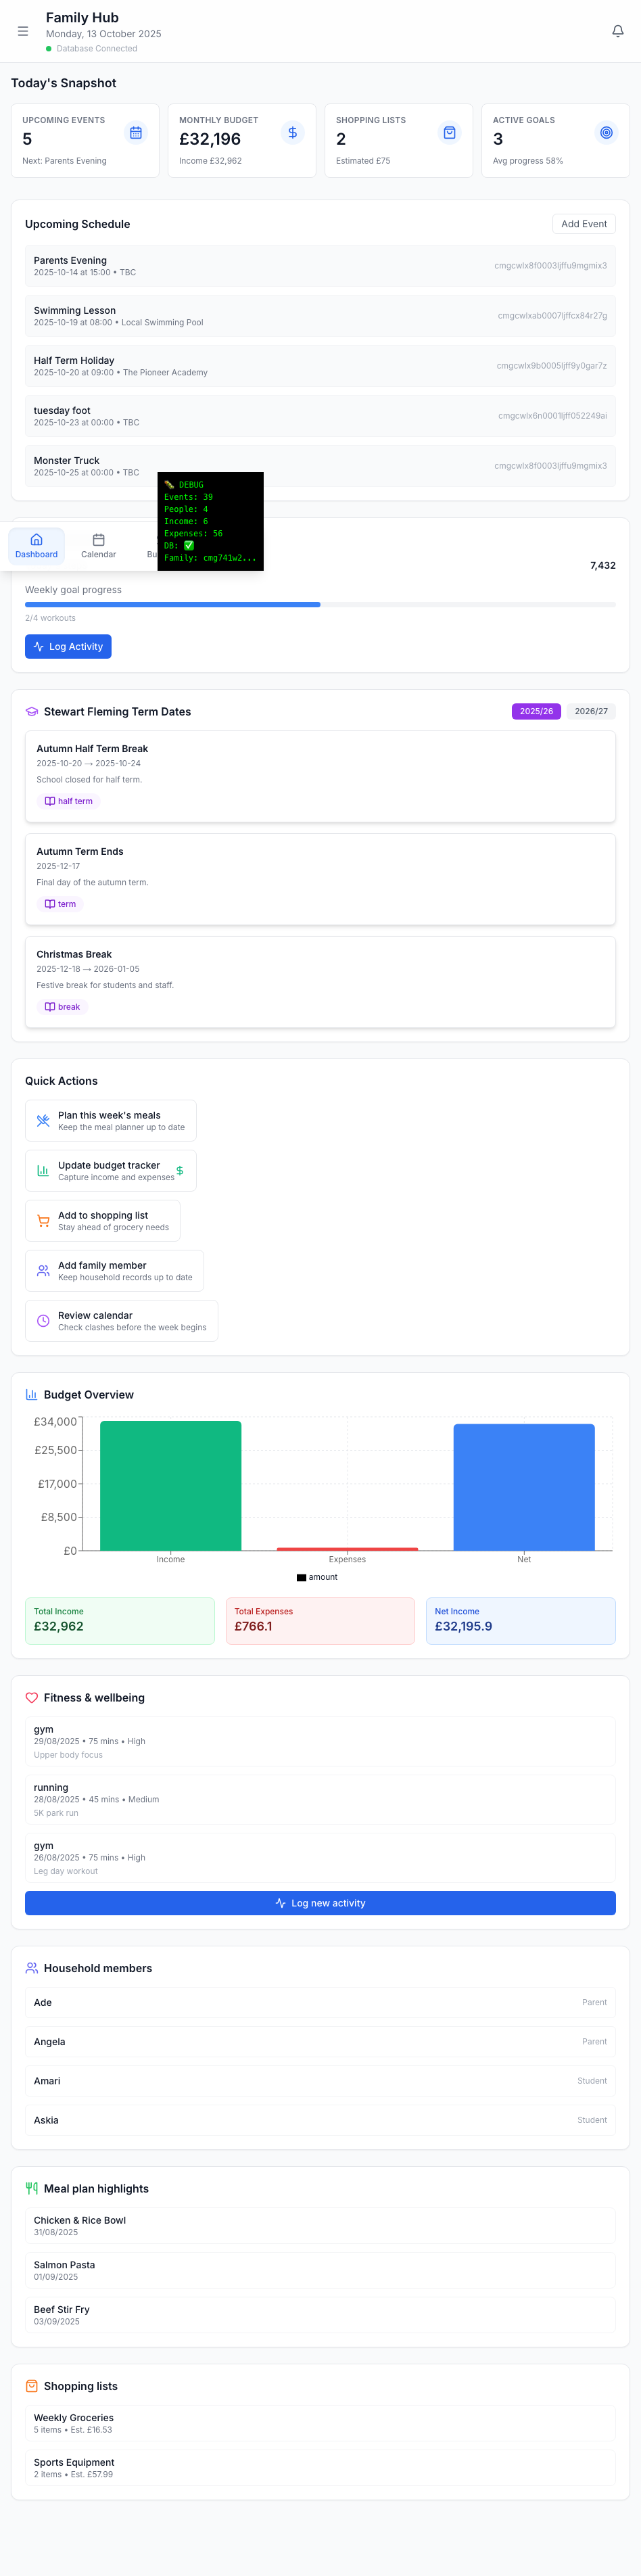 Family Hub
Monday, 13 October 2025
Database Connected
Today's Snapshot
UPCOMING EVENTS
5
Next: Parents Evening
MONTHLY BUDGET
£32,196
Income £32,962
SHOPPING LISTS
2
Estimated £75
ACTIVE GOALS
3
Avg progress 58%
Upcoming Schedule
Add Event
Parents Evening
2025-10-14 at 15:00 • TBC
cmgcwlx8f0003ljffu9mgmix3
Swimming Lesson
2025-10-19 at 08:00 • Local Swimming Pool
cmgcwlxab0007ljffcx84r27g
Half Term Holiday
2025-10-20 at 09:00 • The Pioneer Academy
cmgcwlx9b0005ljff9y0gar7z
tuesday foot
2025-10-23 at 00:00 • TBC
cmgcwlx6n0001ljff052249ai
Monster Truck
2025-10-25 at 00:00 • TBC
cmgcwlx8f0003ljffu9mgmix3
DEBUG
Events: 39
People: 4
Income: 6
Expenses: 56
DB: ✅
Family: cmg741w2...
Dashboard
Calendar
Bu
7,432
Weekly goal progress
2/4 workouts
Log Activity
Stewart Fleming Term Dates
2025/26
2026/27
Autumn Half Term Break
2025-10-20 → 2025-10-24
School closed for half term.
half term
Autumn Term Ends
2025-12-17
Final day of the autumn term.
term
Christmas Break
2025-12-18 → 2026-01-05
Festive break for students and staff.
break
Quick Actions
Plan this week's meals
Keep the meal planner up to date
Update budget tracker
Capture income and expenses
Add to shopping list
Stay ahead of grocery needs
Add family member
Keep household records up to date
Review calendar
Check clashes before the week begins
Budget Overview
£34,000
£25,500
£17,000
£8,500
£0
Income
Expenses
Net
amount
Total Income
£32,962
Total Expenses
£766.1
Net Income
£32,195.9
Fitness & wellbeing
gym
29/08/2025 • 75 mins • High
Upper body focus
running
28/08/2025 • 45 mins • Medium
5K park run
gym
26/08/2025 • 75 mins • High
Leg day workout
Log new activity
Household members
Ade
Parent
Angela
Parent
Amari
Student
Askia
Student
Meal plan highlights
Chicken & Rice Bowl
31/08/2025
Salmon Pasta
01/09/2025
Beef Stir Fry
03/09/2025
Shopping lists
Weekly Groceries
5 items • Est. £16.53
Sports Equipment
2 items • Est. £57.99